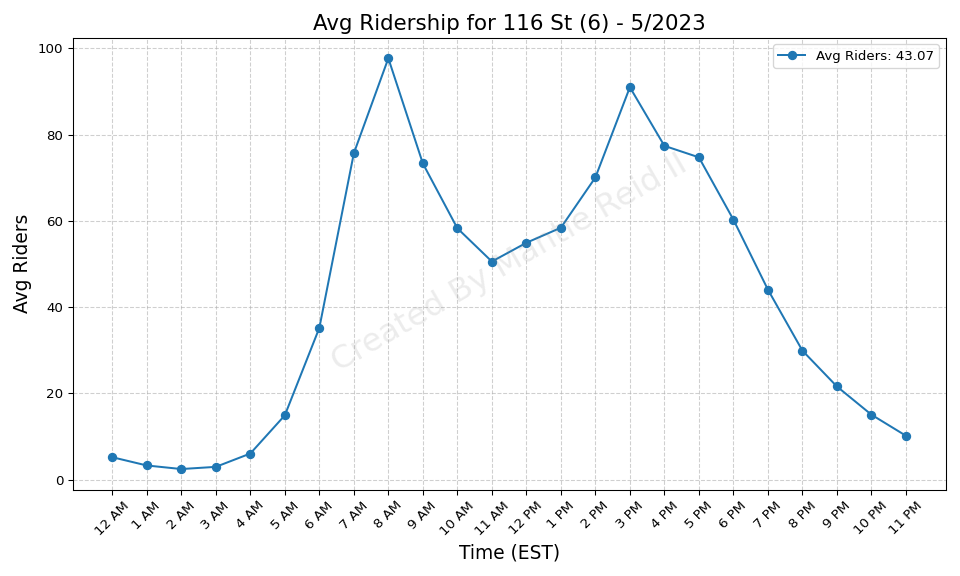 Avg Ridership for 116 St (6) - 5/2023
Avg Riders: 43.07
100
80
60
40
20
0
Avg Riders
Created By Mantie Reid II
12 AM
1 AM
2 AM
3 AM
4 AM
5 AM
6 AM
7 AM
8 AM
9 AM
10 AM
11 AM
12 PM
1 PM
2 PM
3 PM
4 PM
5 PM
6 PM
7 PM
8 PM
9 PM
10 PM
11 PM
Time (EST)